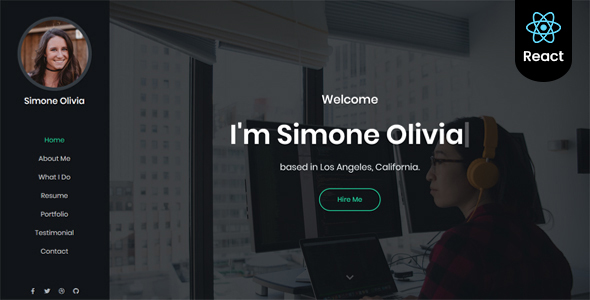 Simone Olivia
Home
About Me
What I Do
Resume
Portfolio
Testimonial
Contact
Welcome
I'm Simone Olivia
based in Los Angeles, California.
Hire Me
React